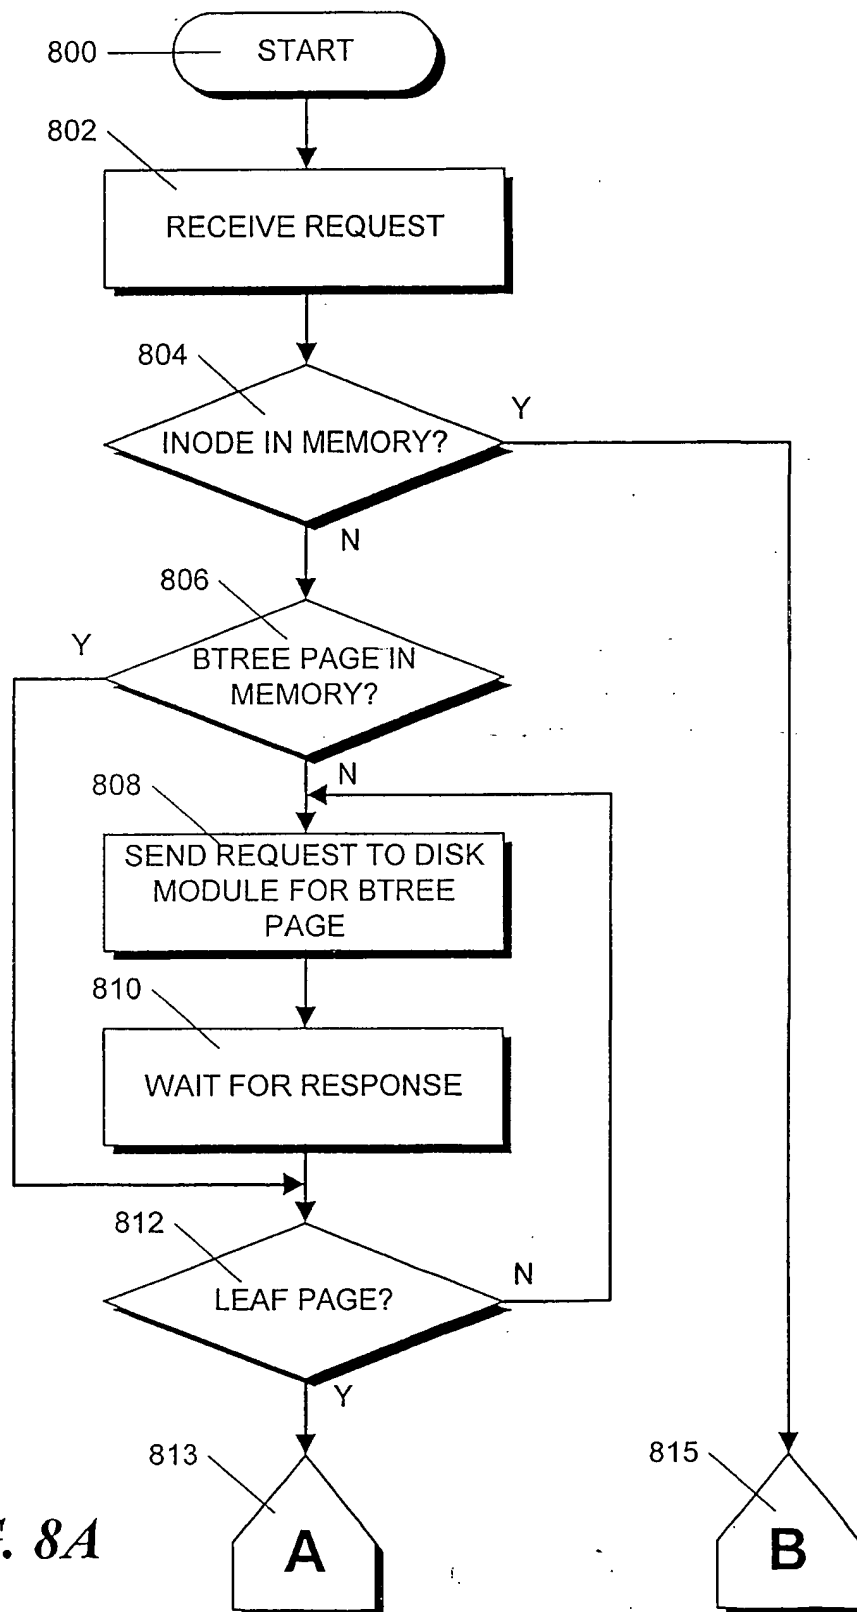 800
START
802
RECEIVE REQUEST
804
Y
INODE IN MEMORY?
N
806
Y
BTREE PAGE IN
MEMORY?
N
808
SEND REQUEST TO DISK
MODULE FOR BTREE
PAGE
810
WAIT FOR RESPONSE
812
N
LEAF PAGE?
Y
813
815
A
B
8A